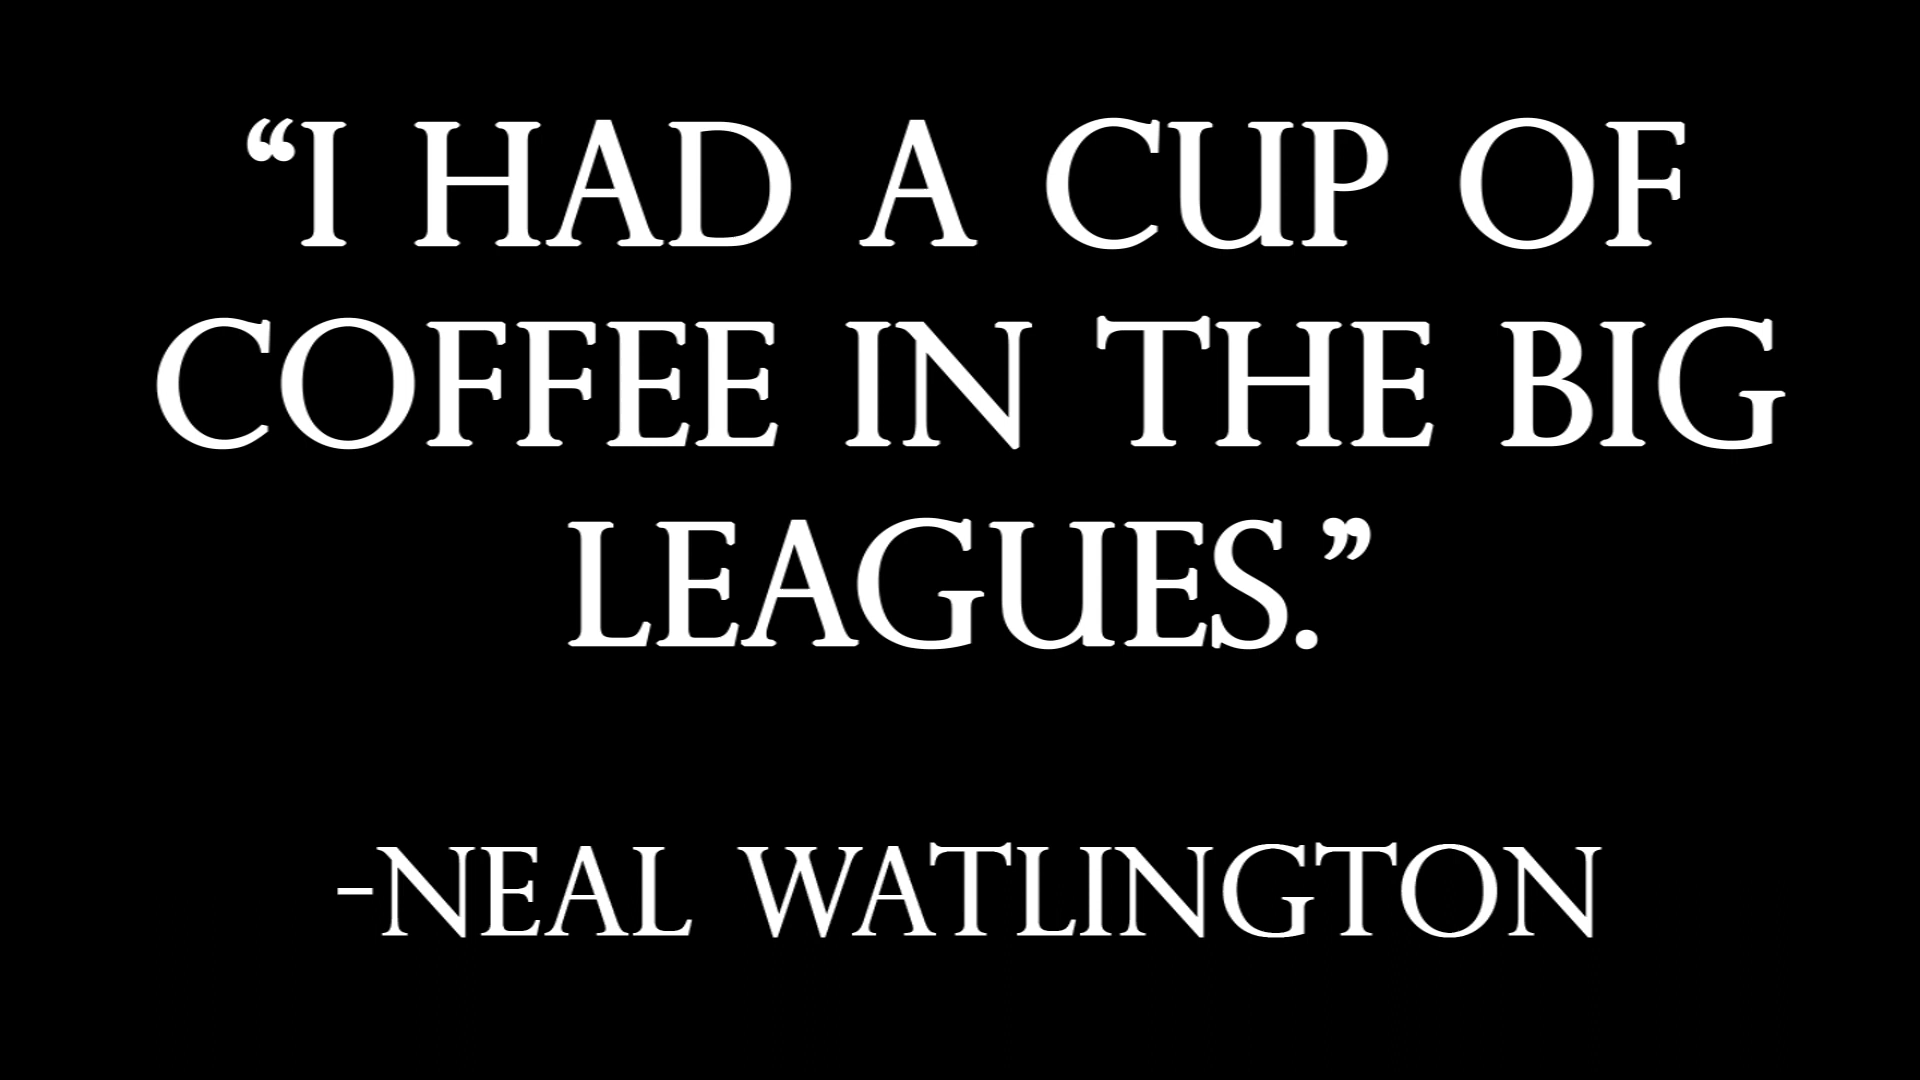 “I HAD A CUP OF
COFFEE IN THE BIG
LEAGUES.”
-NEAL WATLINGTON